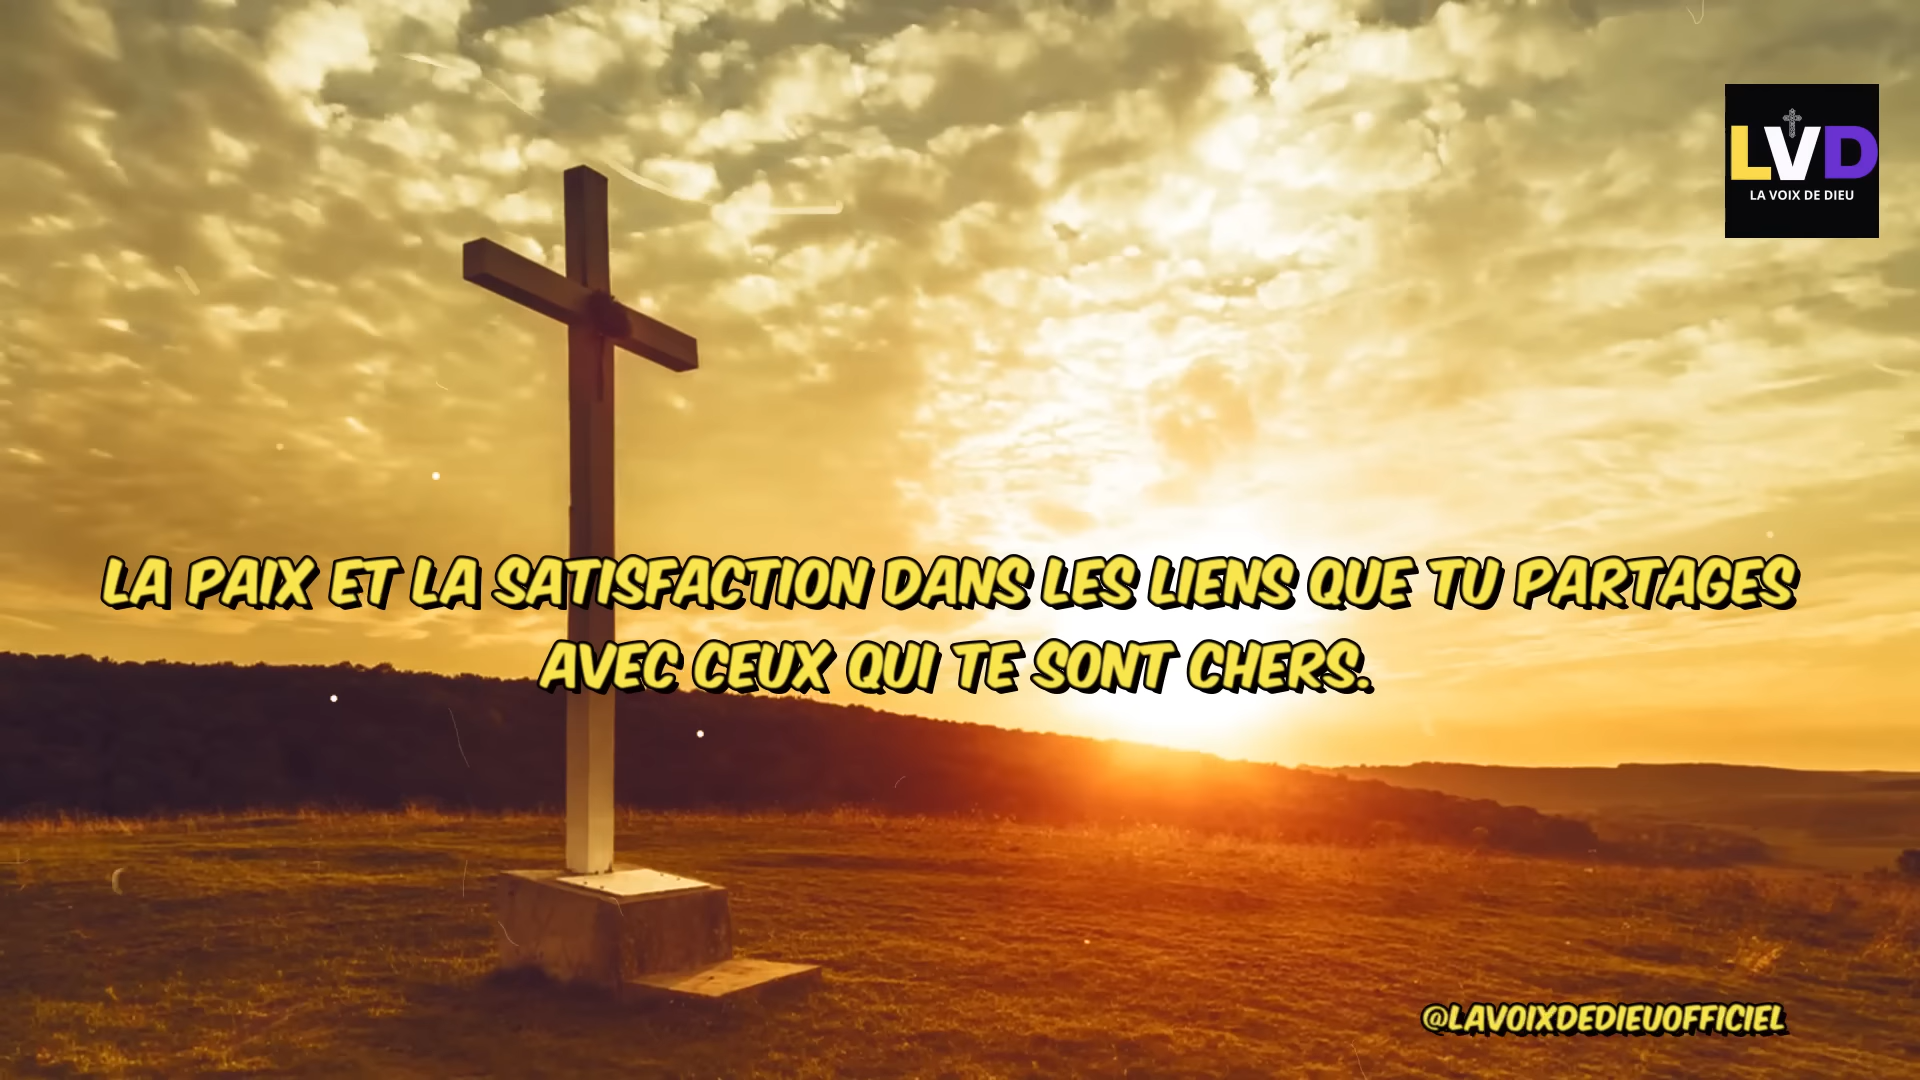 LVD
LA VOIX DE DIEU
LA PAIX ET LA SATISFACTION DANS LES LIENS QUE TU PARTAGES
AVEC CEUX QUI TE SONT CHERS.
@LAVOIXDEDIEUOFFICIEL